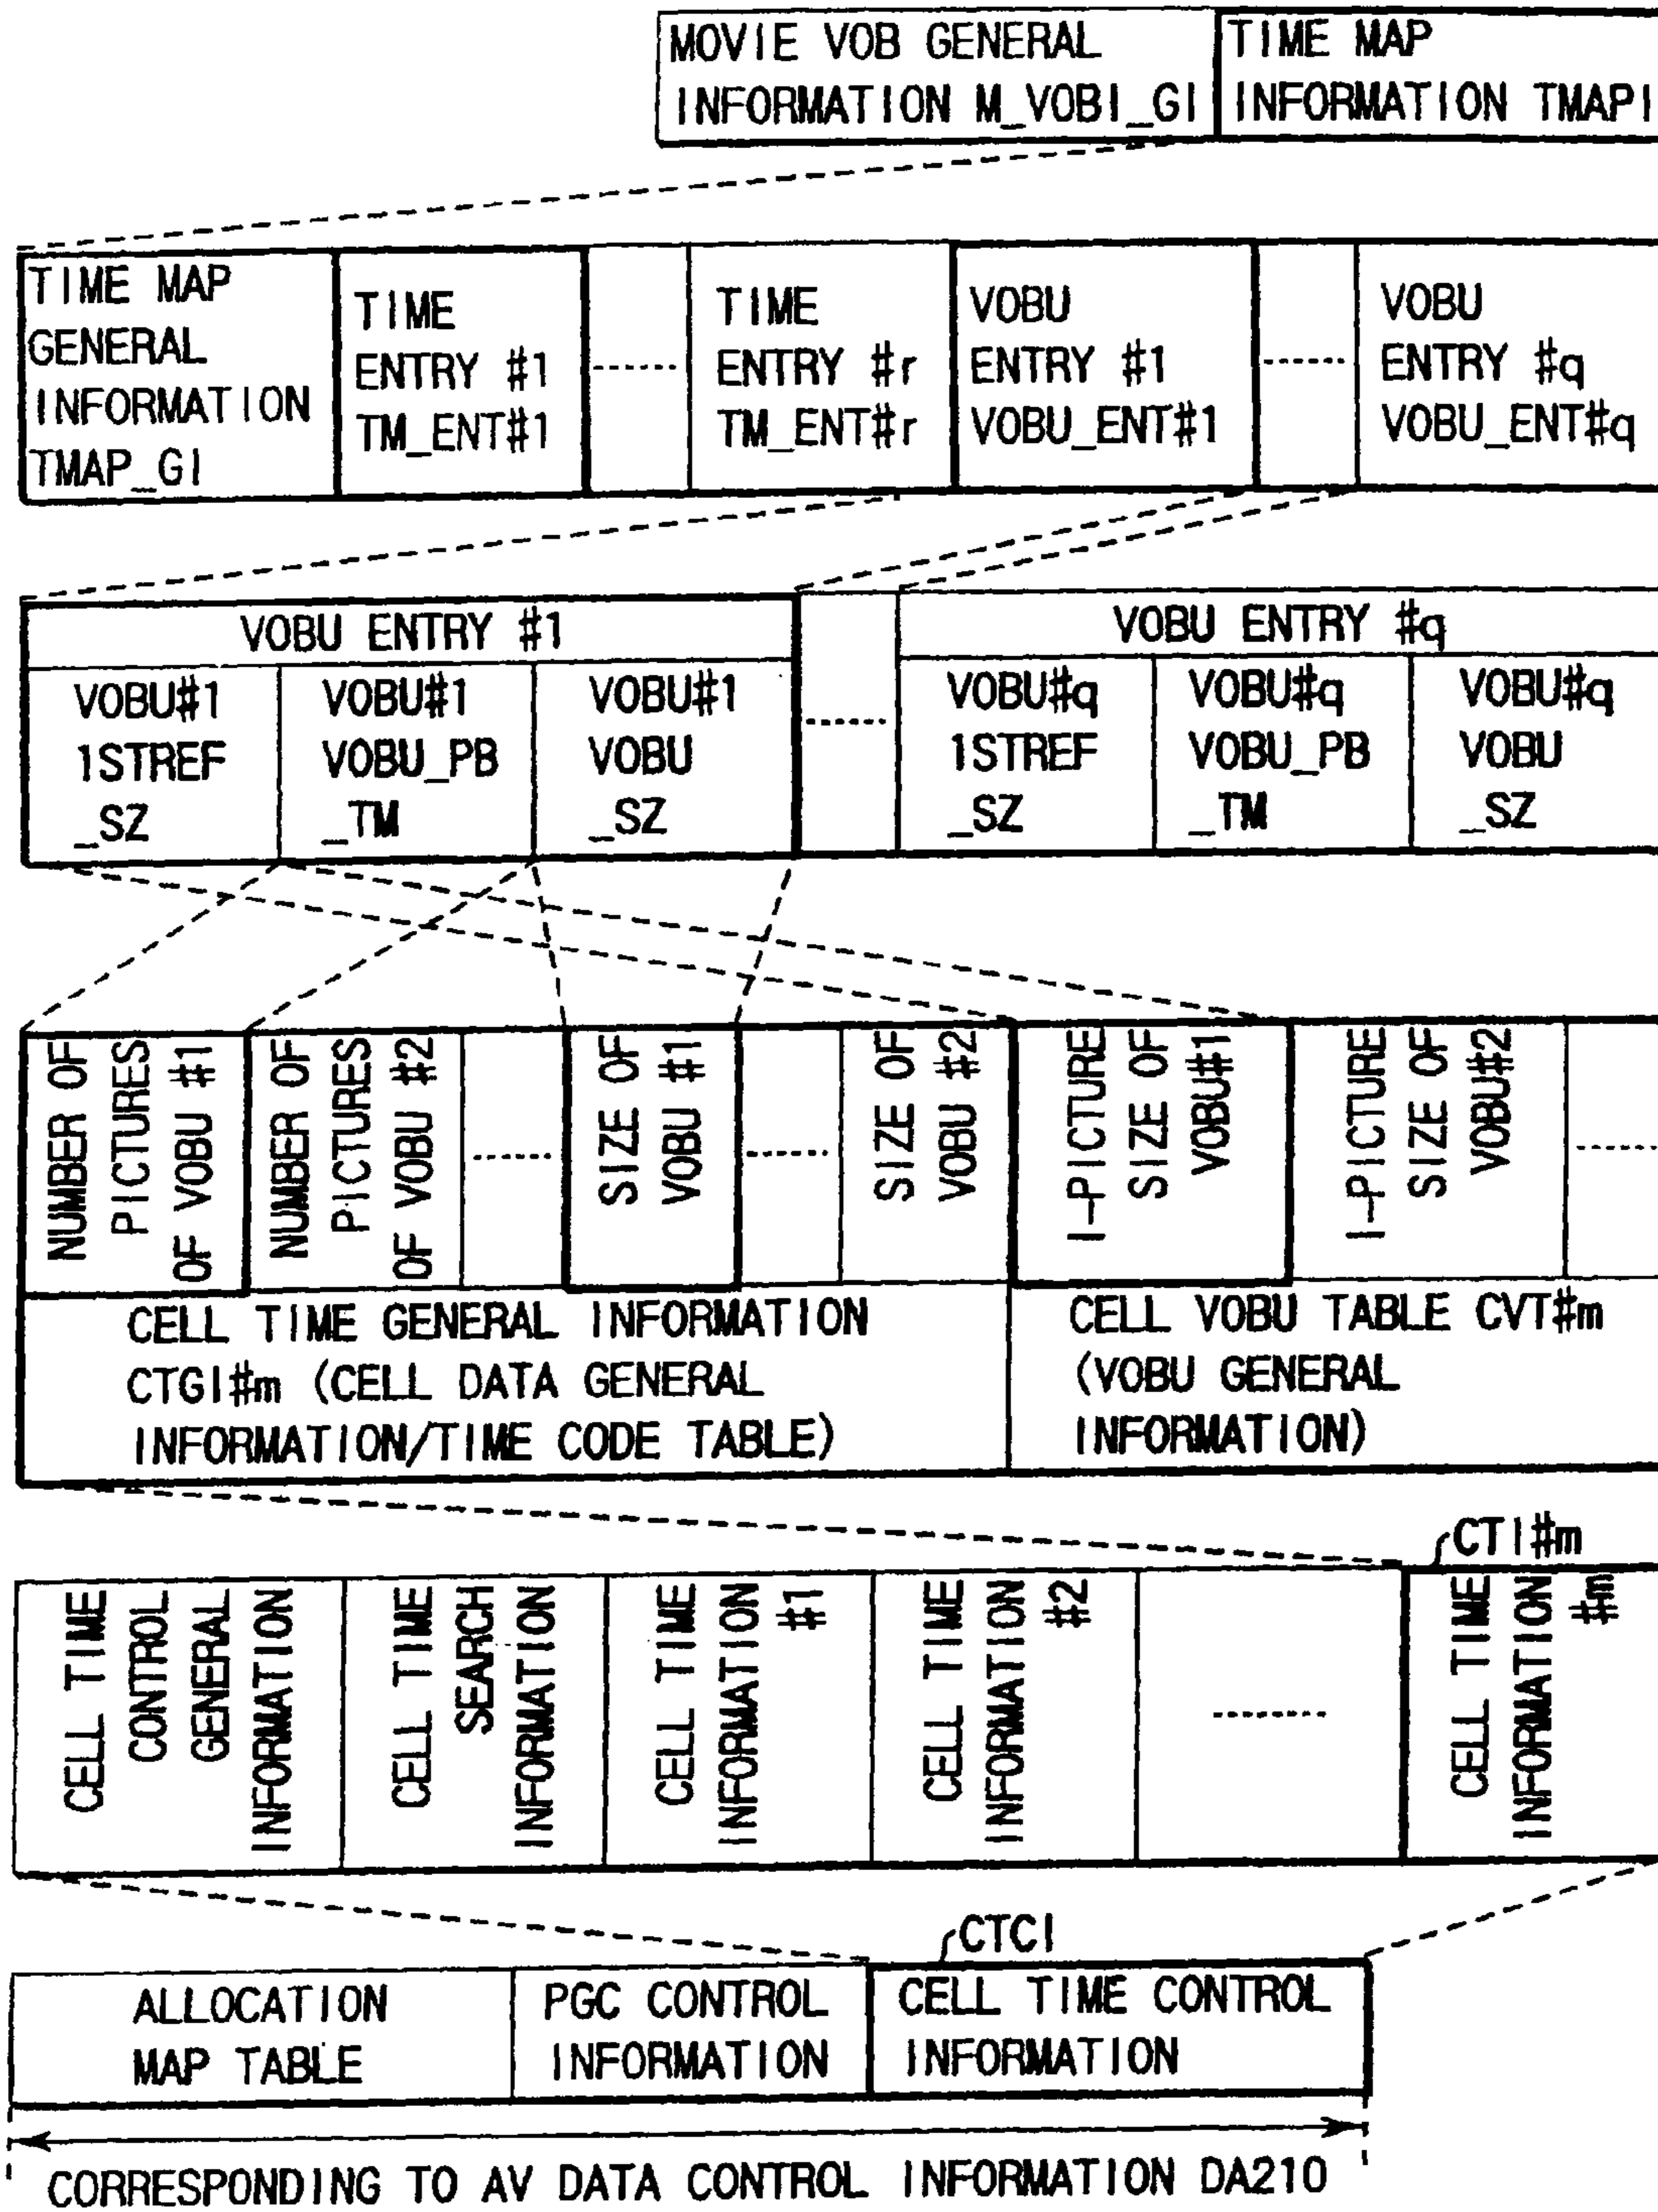 MOVIE VOB GENERAL
INFORMATION M_VOBI_GI
TIME MAP
INFORMATION TMAPI
TIME MAP
GENERAL
INFORMATION
TMAP_GI
TIME
ENTRY #1
TM_ENT#1
TIME
ENTRY #r
TM_ENT#r
VOBU
ENTRY #1
VOBU_ENT#1
VOBU
ENTRY #q
VOBU_ENT#q
VOBU ENTRY #1
VOBU#1
1STREF
_SZ
VOBU#1
VOBU_PB
_TM
VOBU#1
VOBU
_SZ
VOBU ENTRY #q
VOBU#q
1STREF
_SZ
VOBU#q
VOBU_PB
_TM
VOBU#q
VOBU
_SZ
NUMBER OF
PICTURES
OF VOBU #1
NUMBER OF
PICTURES
OF VOBU #2
SIZE OF
VOBU #1
SIZE OF
VOBU #2
I-PICTURE
SIZE OF
VOBU#1
I-PICTURE
SIZE OF
VOBU#2
CELL TIME GENERAL INFORMATION
CTGI#m (CELL DATA GENERAL
INFORMATION/TIME CODE TABLE)
CELL VOBU TABLE CVT#m
(VOBU GENERAL
INFORMATION)
CTI#m
CELL TIME
CONTROL
GENERAL
INFORMATION
CELL TIME
SEARCH
INFORMATION
CELL TIME
INFORMATION
#1
CELL TIME
INFORMATION
#2
CELL TIME
INFORMATION
#m
CTCI
ALLOCATION
MAP TABLE
PGC CONTROL
INFORMATION
CELL TIME CONTROL
INFORMATION
CORRESPONDING TO AV DATA CONTROL INFORMATION DA210